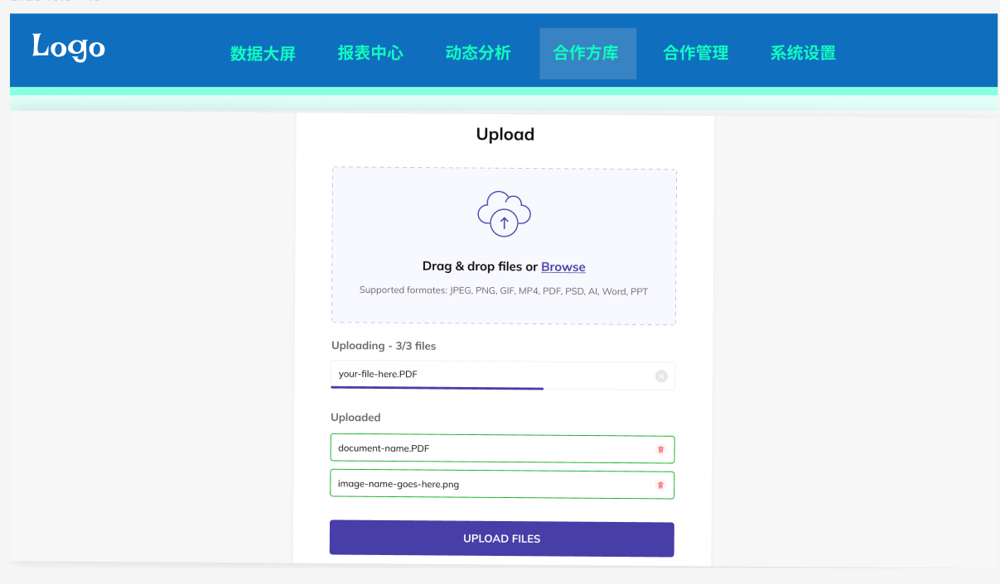 Logo
数据大屏 报表中心 动态分析 合作方库 合作管理 系统设置
Upload
Drag & drop files or Browse
Supported formates: JPEG, PNG, GIF, MP4, PDF, PSD, AI, Word, PPT
Uploading - 3/3 files
your-file-here.PDF
Uploaded
document-name.PDF
image-name-goes-here.png
UPLOAD FILES